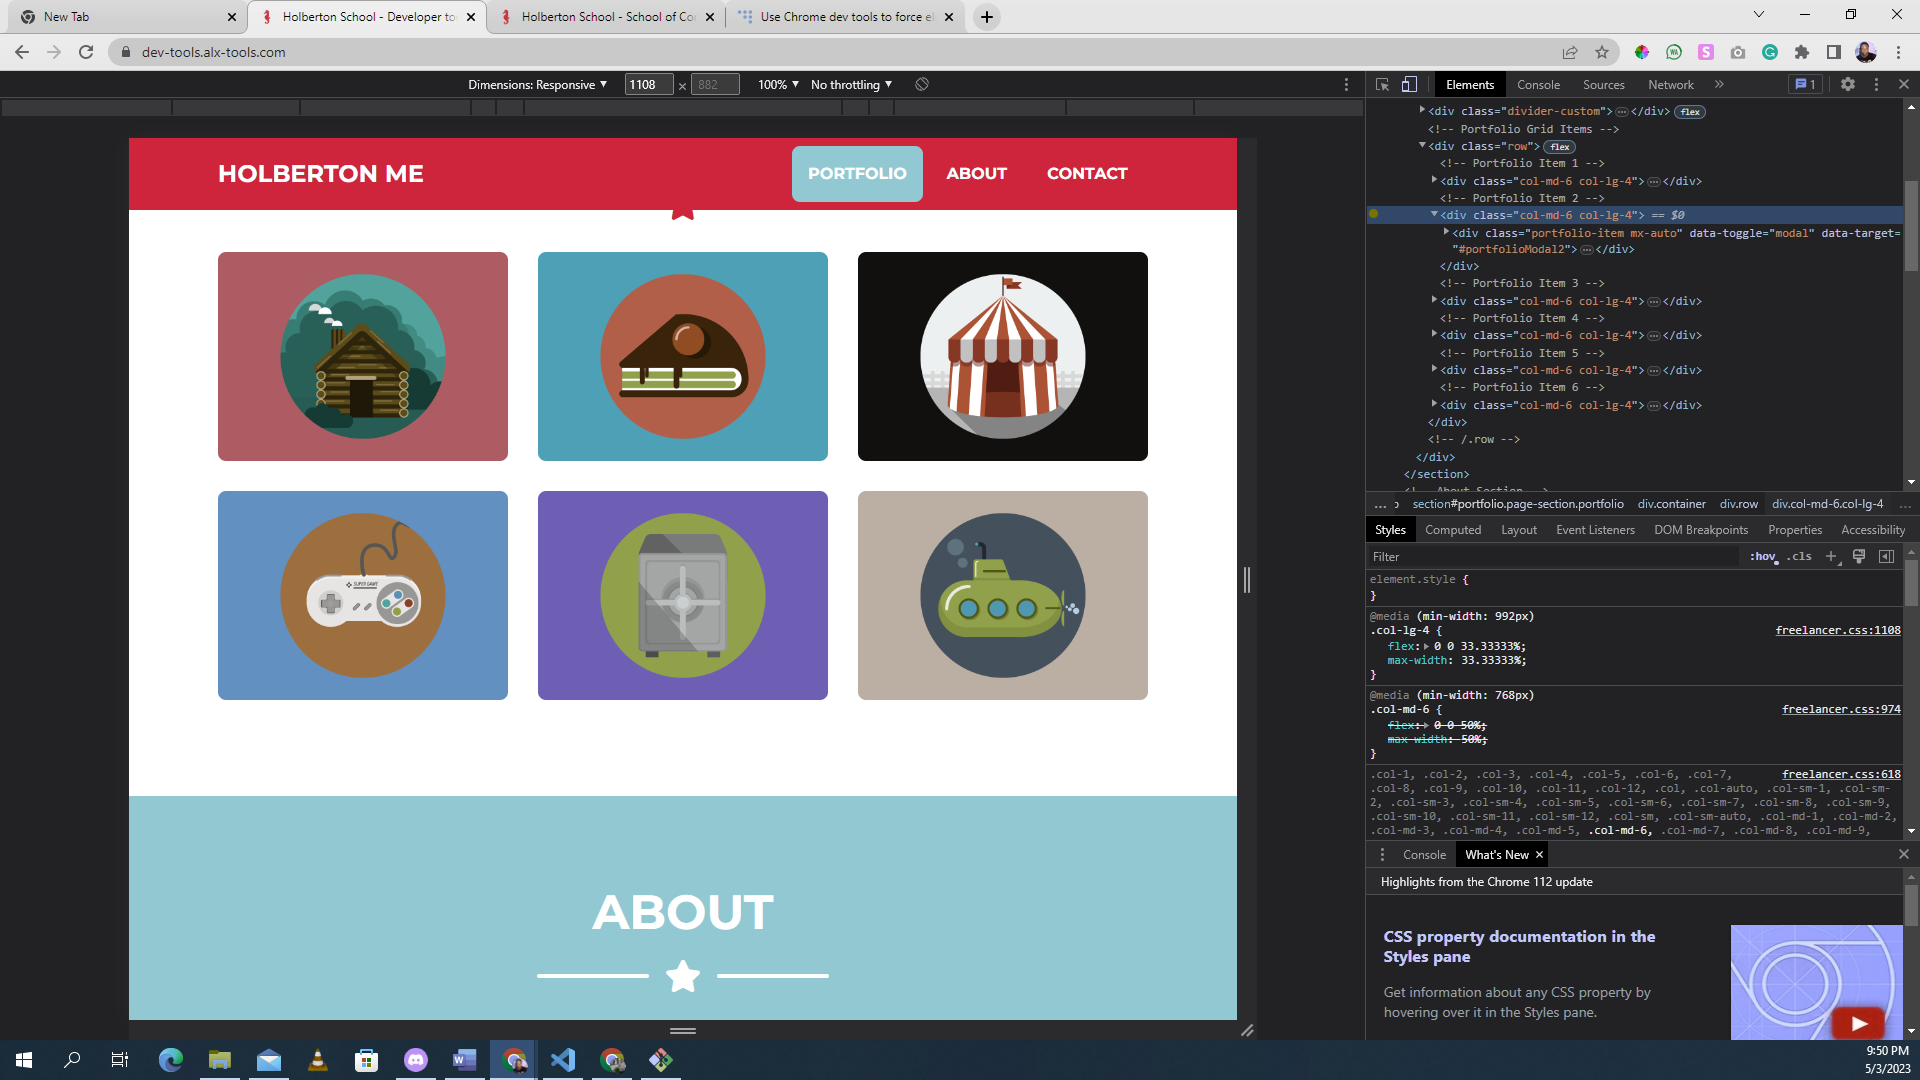 New Tab
Holberton School - Developer to
Holberton School - School of Co
Use Chrome dev tools to force el
dev-tools.alx-tools.com
Dimensions: Responsive ▼ 1108 × 882 100% ▼ No throttling ▼
HOLBERTON ME
PORTFOLIO
ABOUT
CONTACT
SUPER GAME
ABOUT
Elements Console Sources Network » 1
<div class="divider-custom"> … </div> flex
<!-- Portfolio Grid Items -->
<div class="row"> flex
<!-- Portfolio Item 1 -->
<div class="col-md-6 col-lg-4"> … </div>
<!-- Portfolio Item 2 -->
<div class="col-md-6 col-lg-4"> == $0
<div class="portfolio-item mx-auto" data-toggle="modal" data-target=
"#portfolioModal2"> … </div>
</div>
<!-- Portfolio Item 3 -->
<div class="col-md-6 col-lg-4"> … </div>
<!-- Portfolio Item 4 -->
<div class="col-md-6 col-lg-4"> … </div>
<!-- Portfolio Item 5 -->
<div class="col-md-6 col-lg-4"> … </div>
<!-- Portfolio Item 6 -->
<div class="col-md-6 col-lg-4"> … </div>
</div>
<!-- /.row -->
</div>
</section>
<!-- About Section -->
… section#portfolio.page-section.portfolio div.container div.row div.col-md-6.col-lg-4 …
Styles Computed Layout Event Listeners DOM Breakpoints Properties Accessibility
Filter :hov .cls +
element.style {
}
@media (min-width: 992px)
.col-lg-4 { freelancer.css:1108
flex: 0 0 33.33333%;
max-width: 33.33333%;
}
@media (min-width: 768px)
.col-md-6 { freelancer.css:974
flex: 0 0 50%;
max-width: 50%;
}
.col-1, .col-2, .col-3, .col-4, .col-5, .col-6, .col-7, freelancer.css:618
.col-8, .col-9, .col-10, .col-11, .col-12, .col, .col-auto, .col-sm-1, .col-sm-
2, .col-sm-3, .col-sm-4, .col-sm-5, .col-sm-6, .col-sm-7, .col-sm-8, .col-sm-9,
.col-sm-10, .col-sm-11, .col-sm-12, .col-sm, .col-sm-auto, .col-md-1, .col-md-2,
.col-md-3, .col-md-4, .col-md-5, .col-md-6, .col-md-7, .col-md-8, .col-md-9,
Console What's New ×
Highlights from the Chrome 112 update
CSS property documentation in the
Styles pane
Get information about any CSS property by
hovering over it in the Styles pane.
9:50 PM
5/3/2023